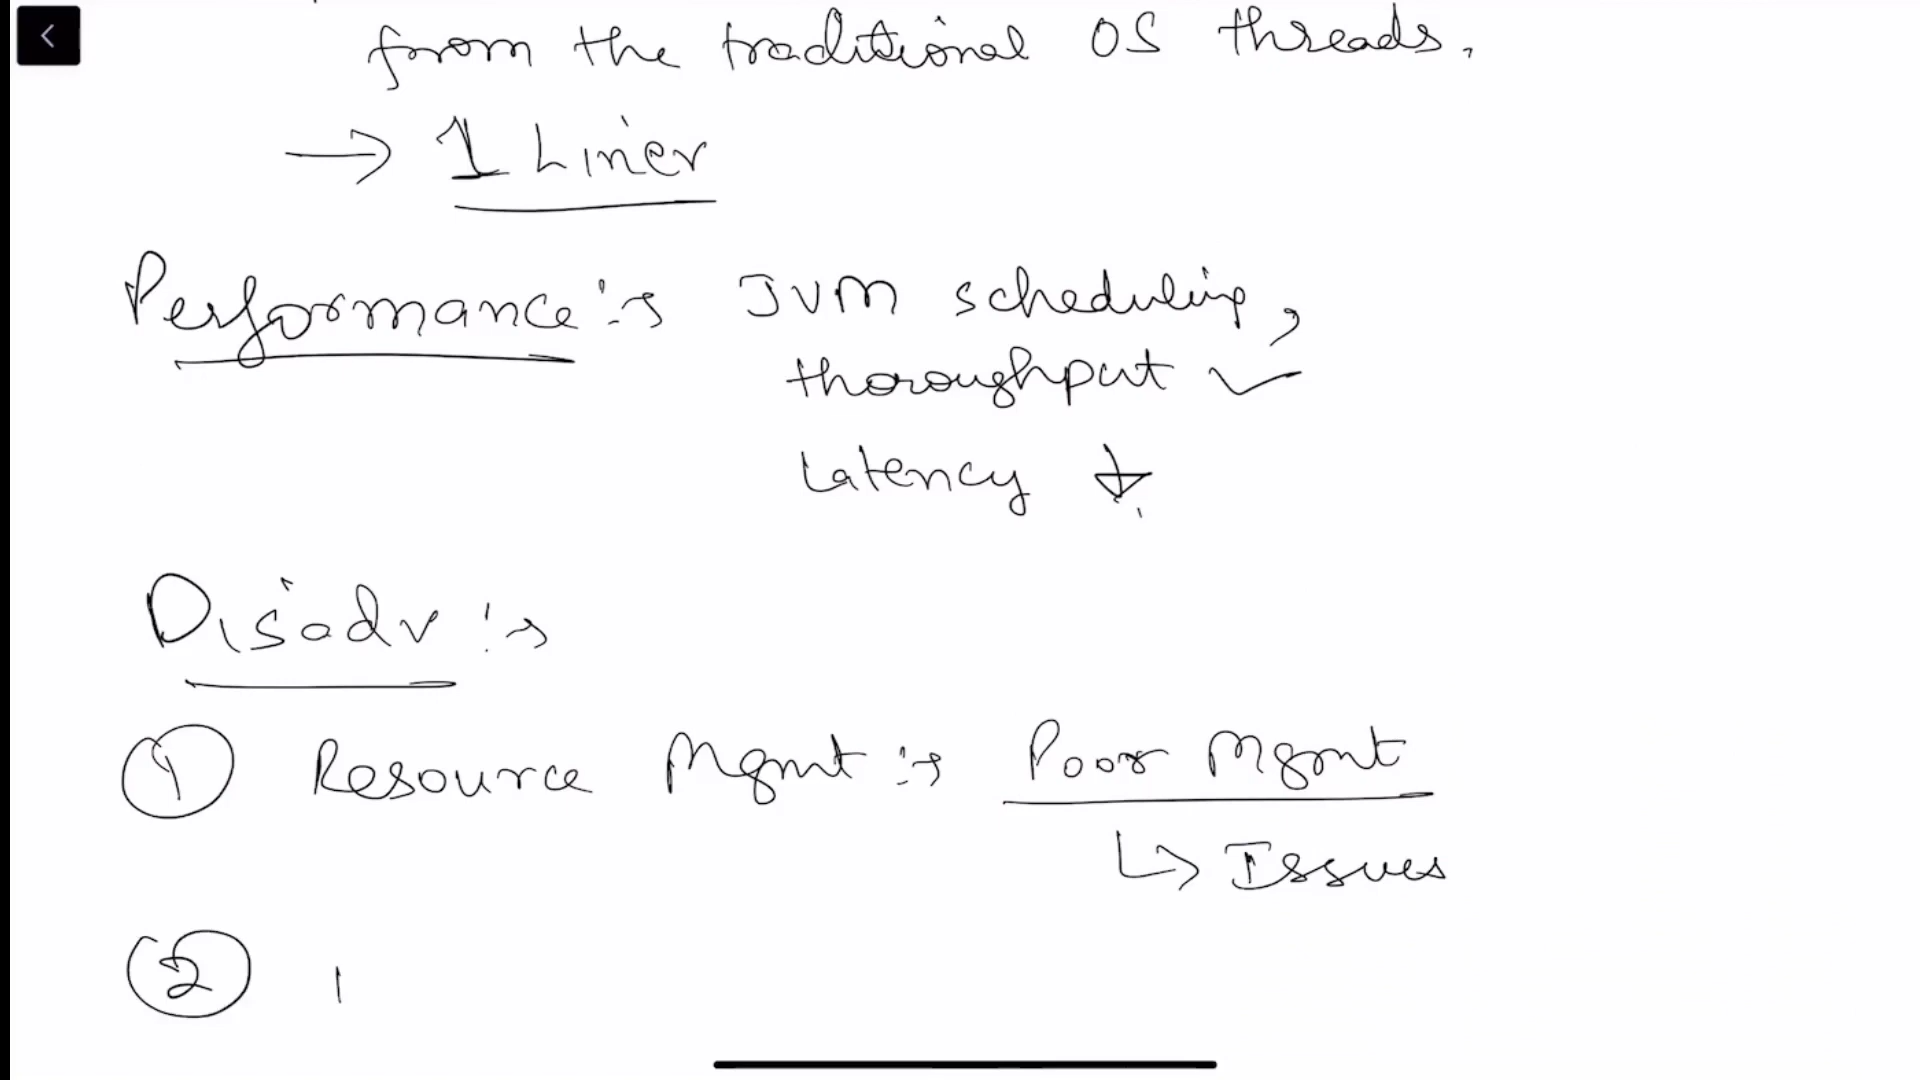 from the traditional OS threads.
→ 1 Liner
Performance :→ JVM scheduling,
thoroughput ✓
Latency ↓
Disadv :→
① Resource Mgmt :→ Poor Mgmt
↳ Issues
②